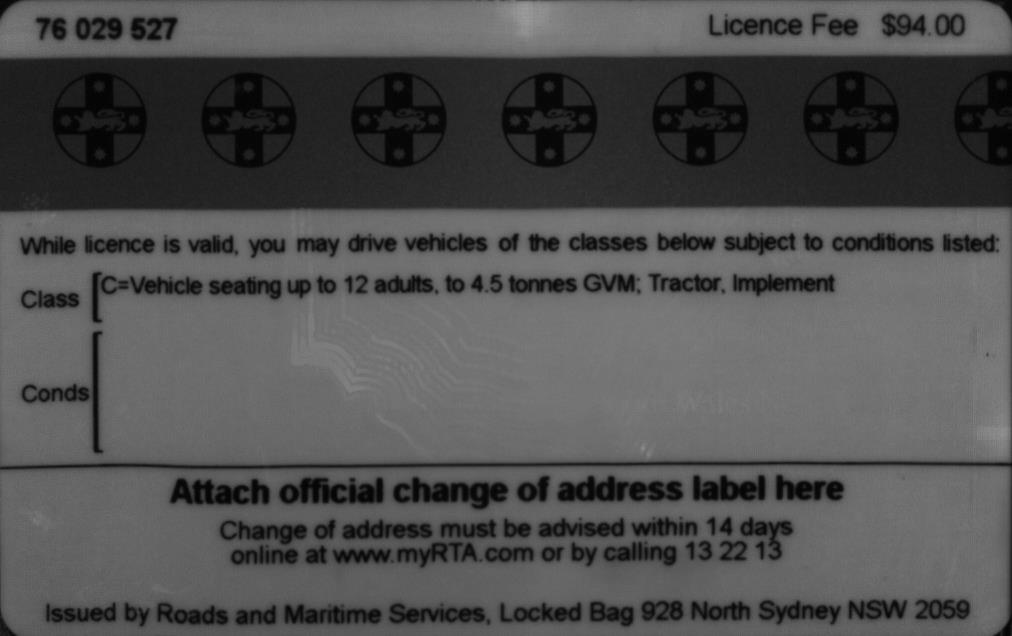 76 029 527 Licence Fee $94.00
While licence is valid, you may drive vehicles of the classes below subject to conditions listed:
Class C=Vehicle seating up to 12 adults, to 4.5 tonnes GVM; Tractor, Implement
Conds
Attach official change of address label here
Change of address must be advised within 14 days
online at www.myRTA.com or by calling 13 22 13
Issued by Roads and Maritime Services, Locked Bag 928 North Sydney NSW 2059